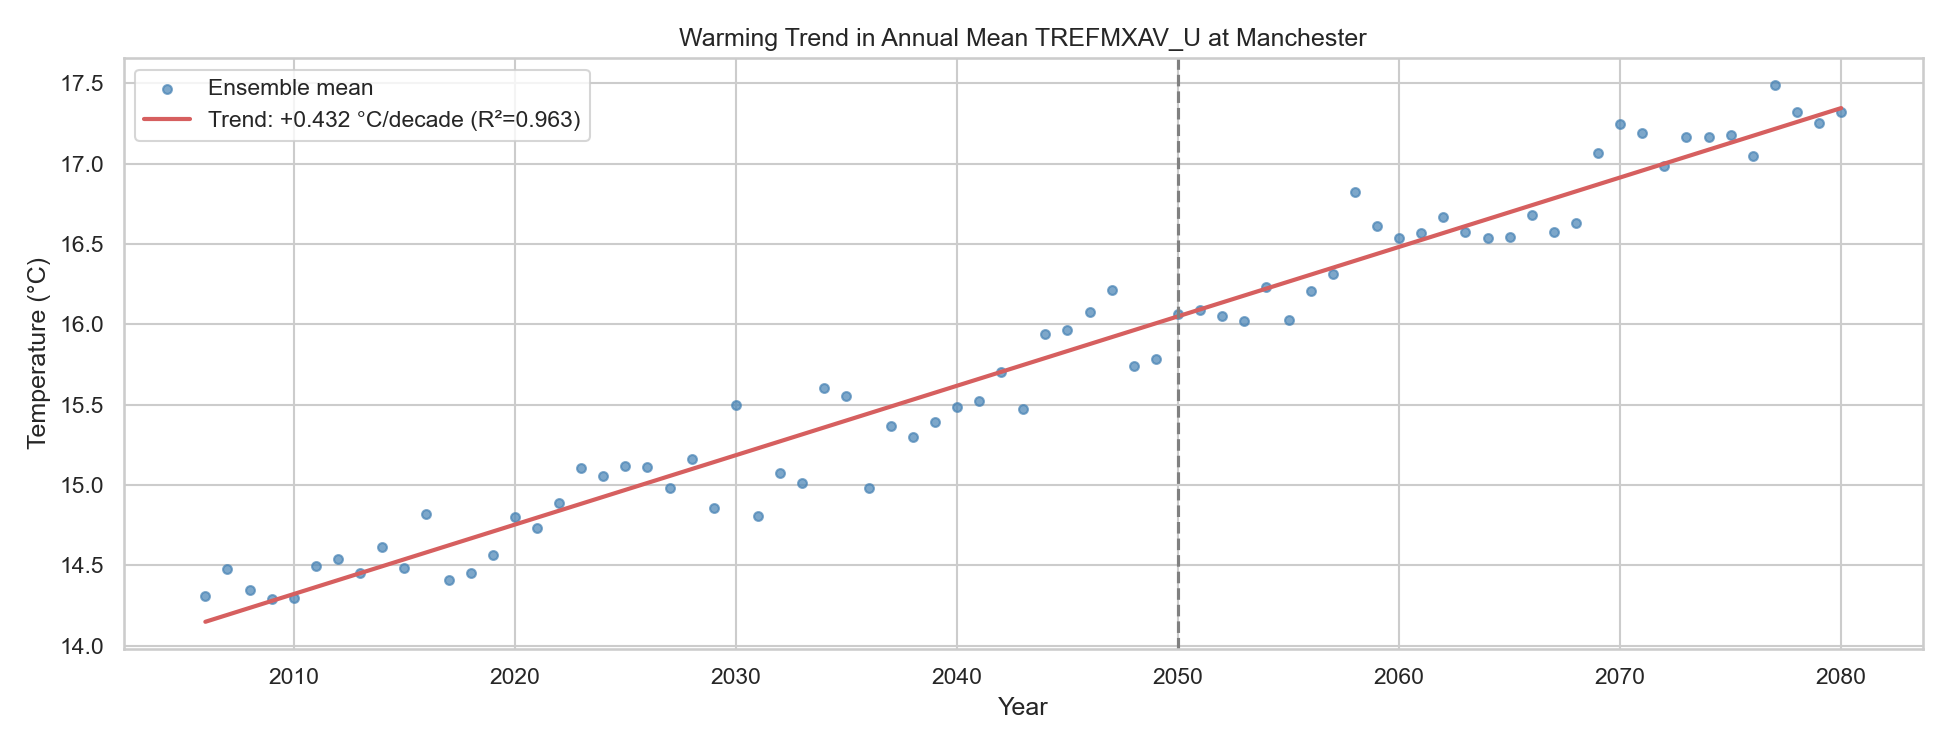 Warming Trend in Annual Mean TREFMXAV_U at Manchester
Ensemble mean
Trend: +0.432 °C/decade (R²=0.963)
Temperature (°C)
17.5
17.0
16.5
16.0
15.5
15.0
14.5
14.0
2010 2020 2030 2040 2050 2060 2070 2080
Year